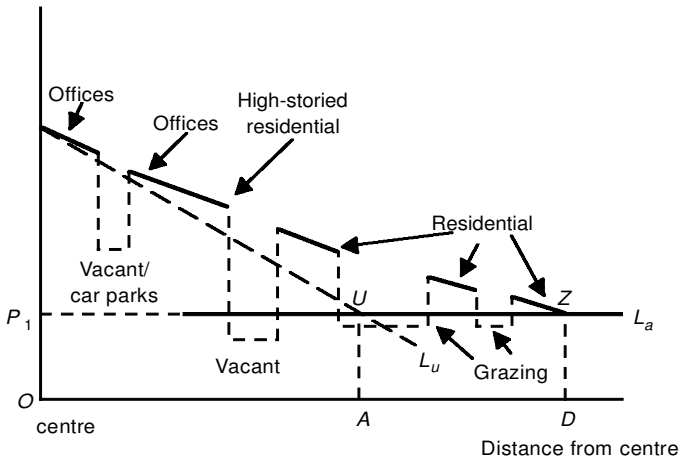 Offices
Offices
High-storied
residential
Vacant/
car parks
Residential
U
Z
P1
La
Lu
Vacant
Grazing
O
centre
A
D
Distance from centre